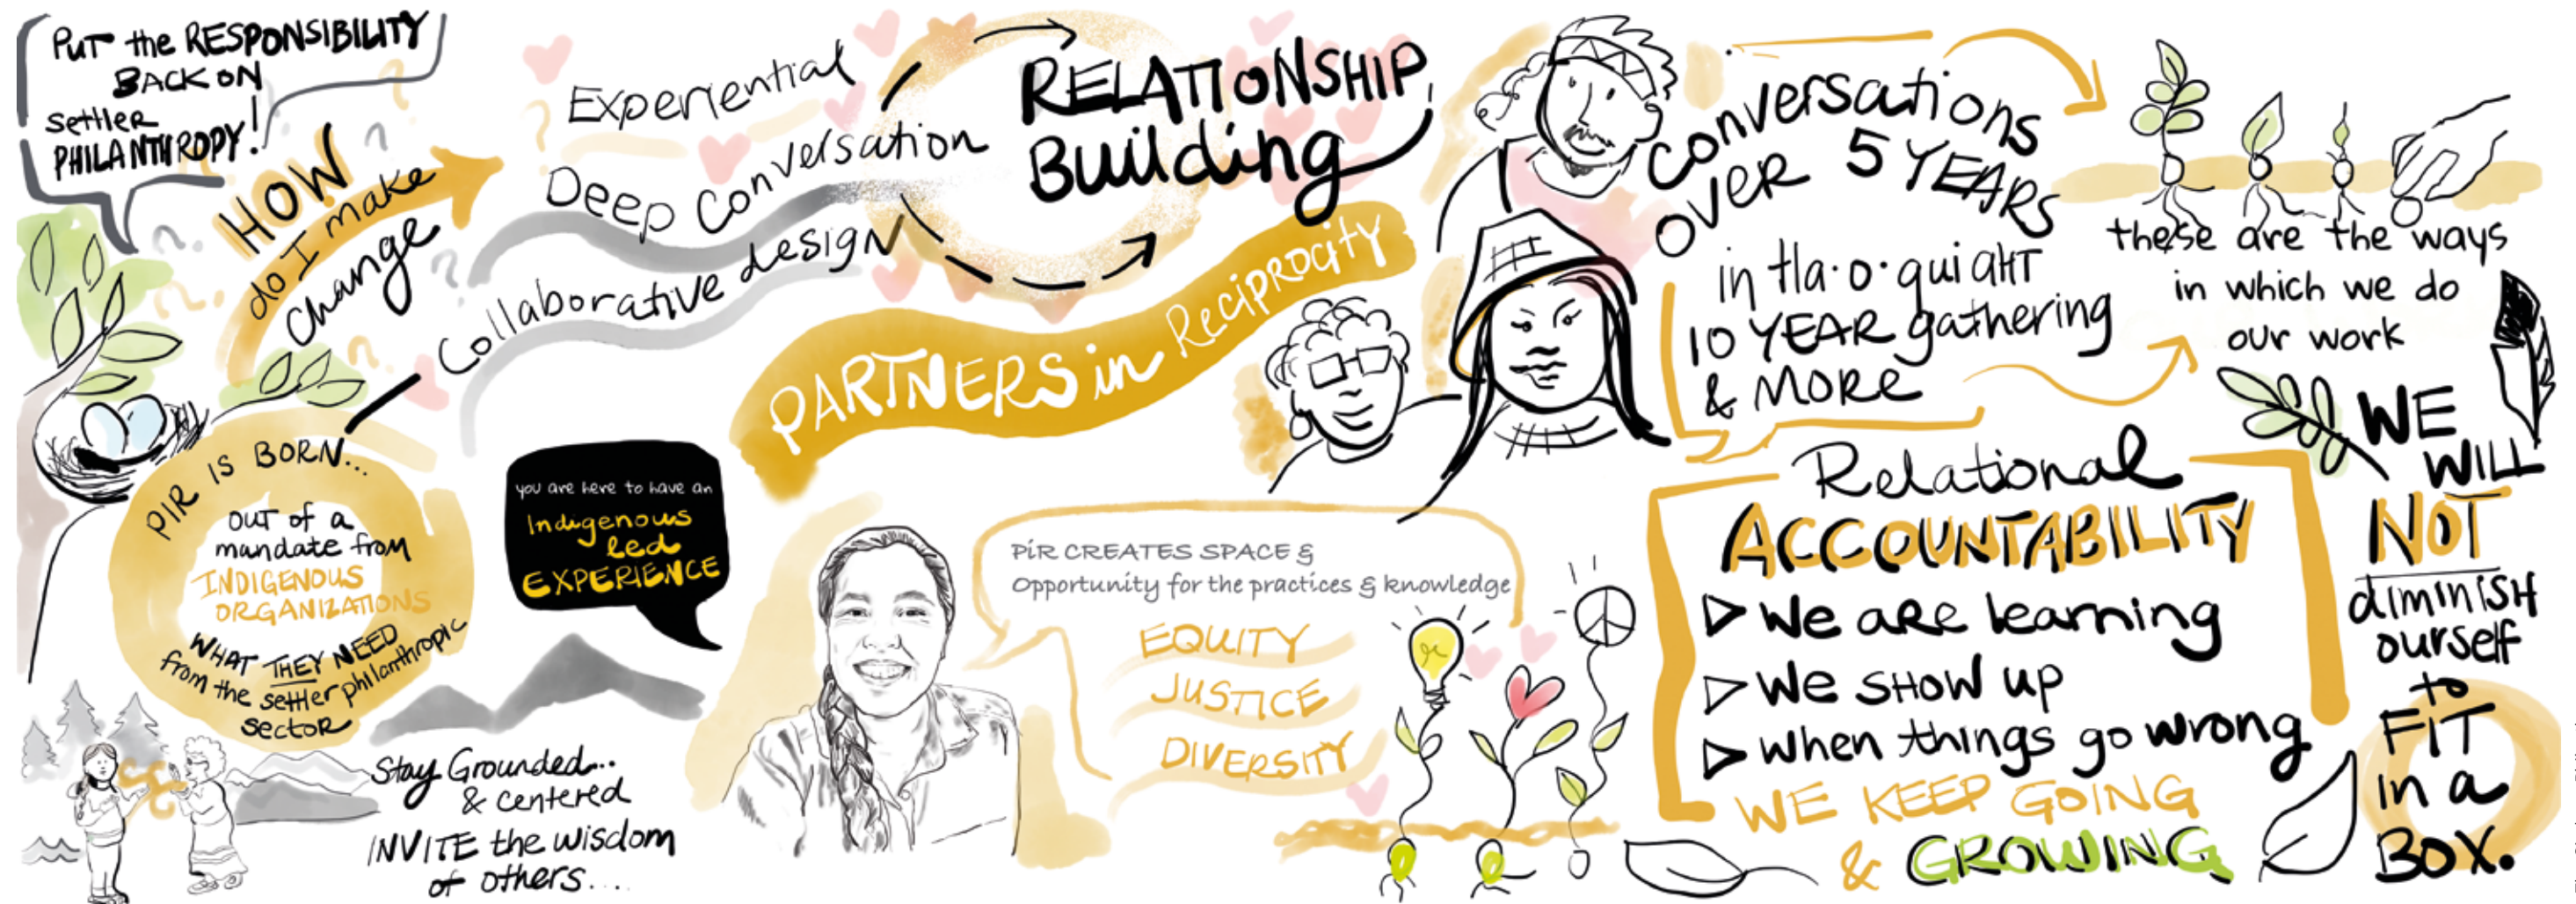 PUT the RESPONSIBILITY
BACK ON
settler
PHILANTHROPY!
HOW
do I make
change
Experiential
Deep Conversation
Collaborative design
RELATIONSHIP
Building
PARTNERS in Reciprocity
PIR IS BORN...
OUT of a
mandate from
INDIGENOUS
ORGANIZATIONS
WHAT THEY NEED
from the settler philanthropic
sector
you are here to have an
Indigenous
led
EXPERIENCE
Stay Grounded...
& centered
INVITE the wisdom
of others....
PiR CREATES SPACE &
Opportunity for the practices & knowledge
EQUITY
JUSTICE
DIVERSITY
Conversations
OVER 5 YEARS
in tla·o·qui aHT
10 YEAR gathering
& MORE
these are the ways
in which we do
our work
Relational
ACCOUNTABILITY
We are learning
We SHOW up
When things go wrong
WE KEEP GOING
& GROWING
WE
WILL
NOT
diminish
ourself
to
FIT
in a
BOX.